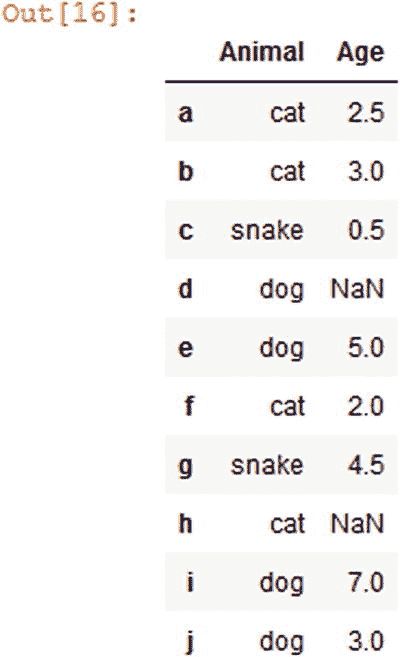 Out[16]:
Animal Age
a cat 2.5
b cat 3.0
c snake 0.5
d dog NaN
e dog 5.0
f cat 2.0
g snake 4.5
h cat NaN
i dog 7.0
j dog 3.0